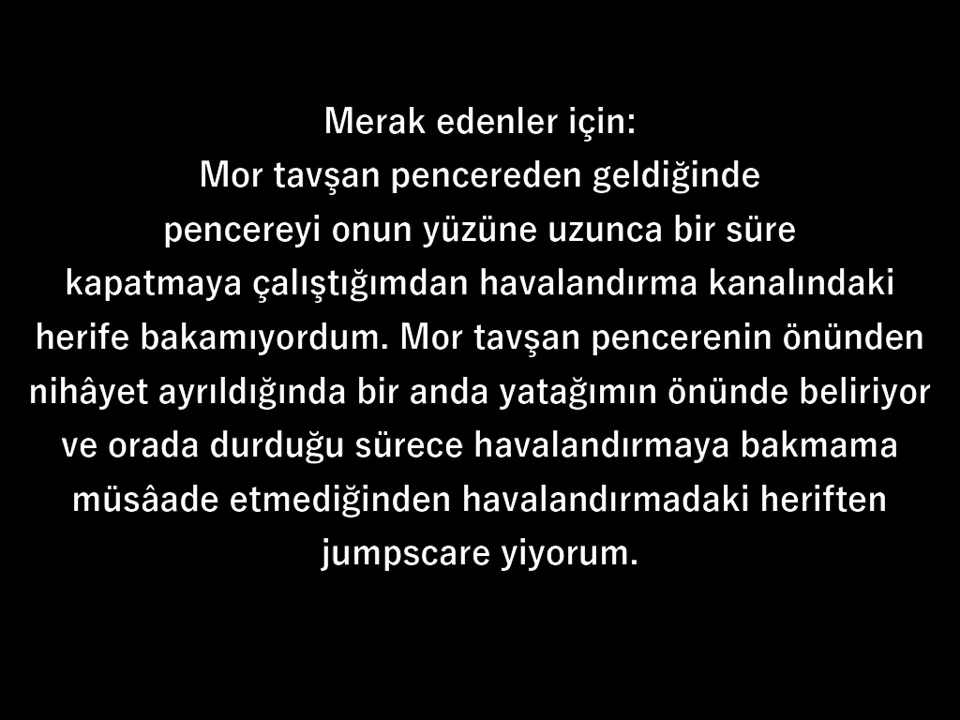 Merak edenler için:
Mor tavşan pencereden geldiğinde
pencereyi onun yüzüne uzunca bir süre
kapatmaya çalıştığımdan havalandırma kanalındaki
herife bakamıyordum. Mor tavşan pencerenin önünden
nihâyet ayrıldığında bir anda yatağımın önünde beliriyor
ve orada durduğu sürece havalandırmaya bakmama
müsâade etmediğinden havalandırmadaki heriften
jumpscare yiyorum.